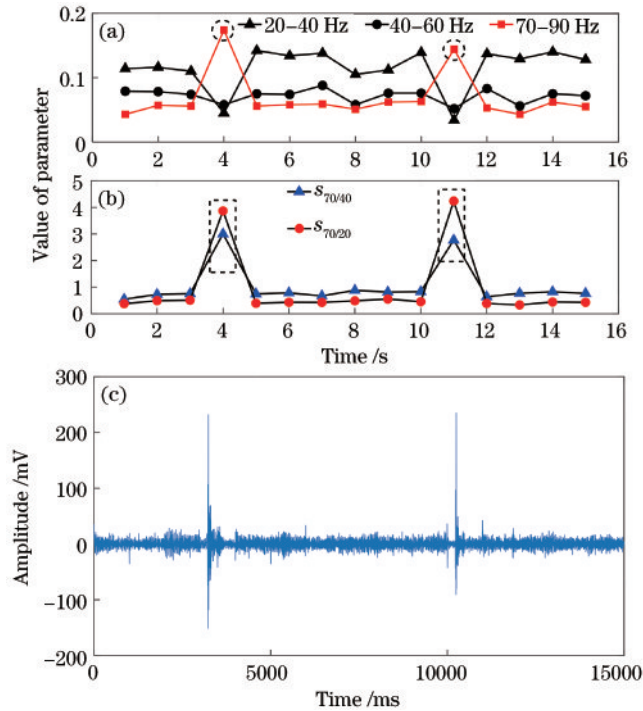 (a)
20–40 Hz 40–60 Hz 70–90 Hz
0.2
0.1
0
0 2 4 6 8 10 12 14 16
Value of parameter
(b)
s70/40
s70/20
5
4
3
2
1
0
0 2 4 6 8 10 12 14 16
Time /s
(c)
300
200
100
0
−100
−200
Amplitude /mV
0 5000 10000 15000
Time /ms